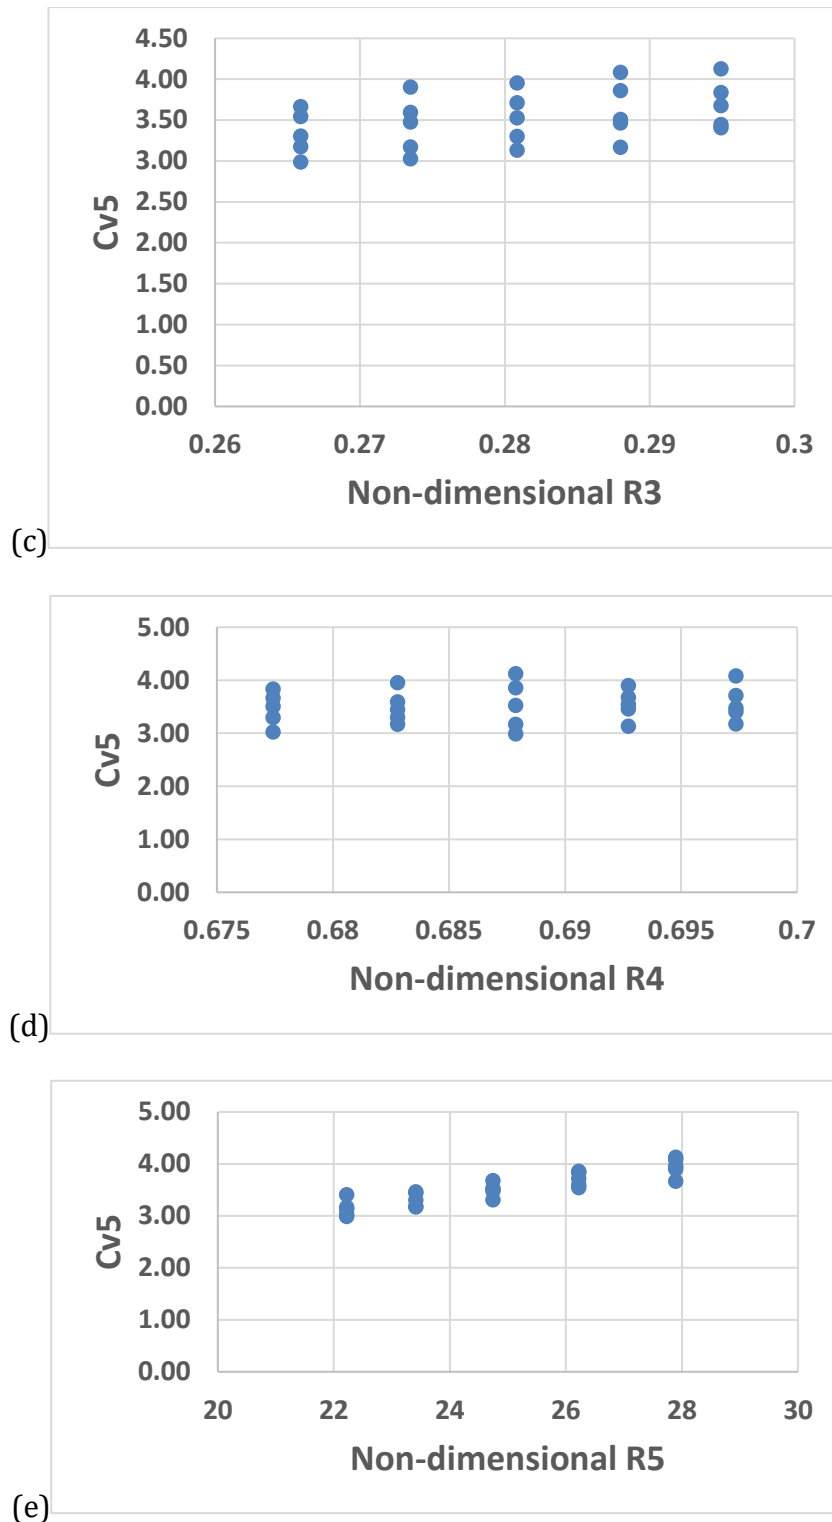 4.50
4.00
3.50
3.00
2.50
2.00
1.50
1.00
0.50
0.00
Cv5
0.26 0.27 0.28 0.29 0.3
Non-dimensional R3
(c)
5.00
4.00
3.00
2.00
1.00
0.00
Cv5
0.675 0.68 0.685 0.69 0.695 0.7
Non-dimensional R4
(d)
5.00
4.00
3.00
2.00
1.00
0.00
Cv5
20 22 24 26 28 30
Non-dimensional R5
(e)